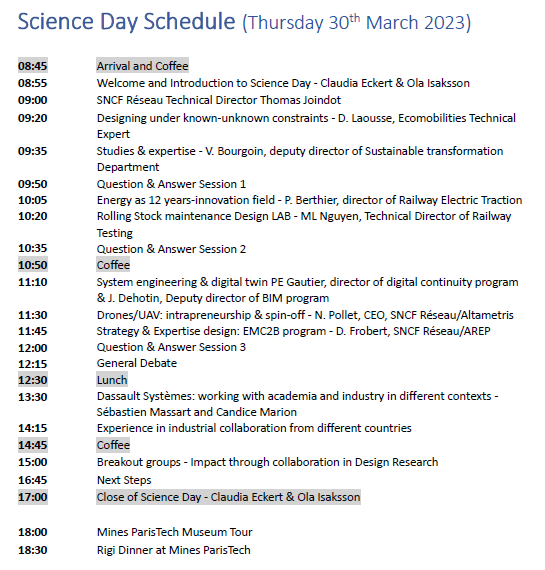 Science Day Schedule (Thursday 30th March 2023)
08:45 Arrival and Coffee
08:55 Welcome and Introduction to Science Day - Claudia Eckert & Ola Isaksson
09:00 SNCF Réseau Technical Director Thomas Joindot
09:20 Designing under known-unknown constraints - D. Laousse, Ecomobilities Technical
Expert
09:35 Studies & expertise - V. Bourgoin, deputy director of Sustainable transformation
Department
09:50 Question & Answer Session 1
10:05 Energy as 12 years-innovation field - P. Berthier, director of Railway Electric Traction
10:20 Rolling Stock maintenance Design LAB - ML Nguyen, Technical Director of Railway
Testing
10:35 Question & Answer Session 2
10:50 Coffee
11:10 System engineering & digital twin PE Gautier, director of digital continuity program
& J. Dehotin, Deputy director of BIM program
11:30 Drones/UAV: intrapreneurship & spin-off - N. Pollet, CEO, SNCF Réseau/Altametris
11:45 Strategy & Expertise design: EMC2B program - D. Frobert, SNCF Réseau/AREP
12:00 Question & Answer Session 3
12:15 General Debate
12:30 Lunch
13:30 Dassault Systèmes: working with academia and industry in different contexts -
Sébastien Massart and Candice Marion
14:15 Experience in industrial collaboration from different countries
14:45 Coffee
15:00 Breakout groups - Impact through collaboration in Design Research
16:45 Next Steps
17:00 Close of Science Day - Claudia Eckert & Ola Isaksson
18:00 Mines ParisTech Museum Tour
18:30 Rigi Dinner at Mines ParisTech